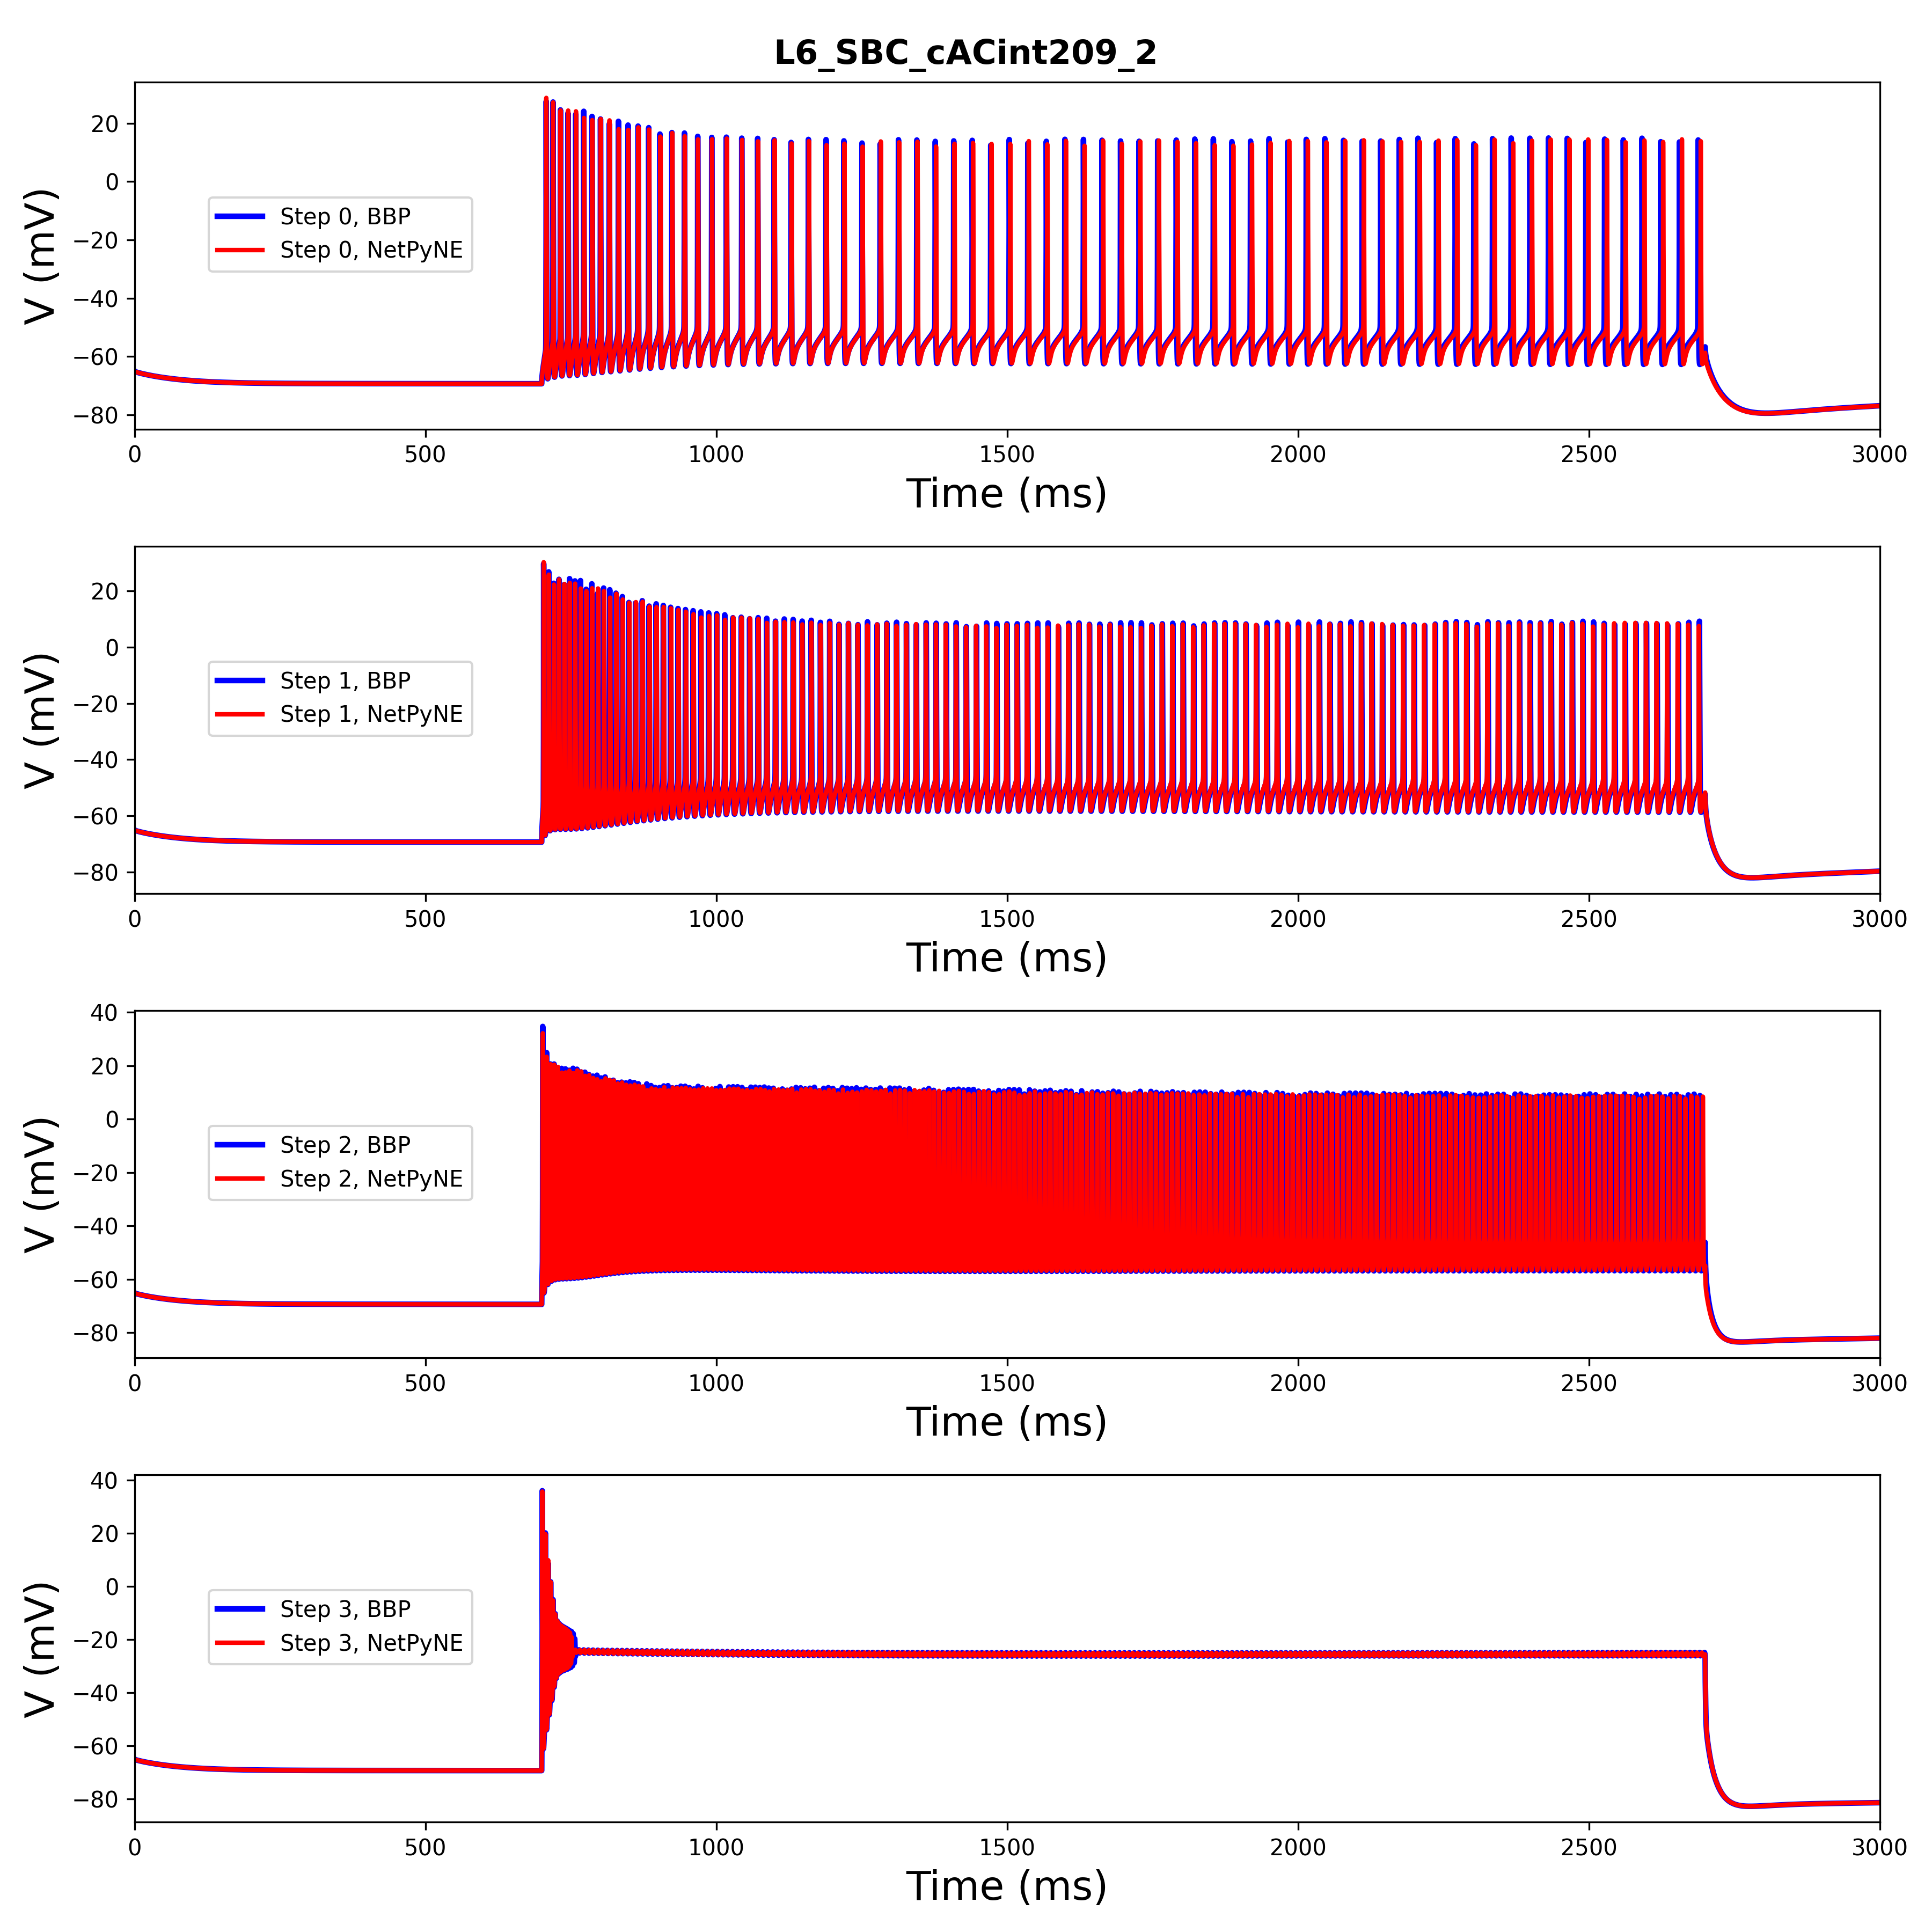 L6_SBC_cACint209_2
20
0
−20
−40
−60
−80
V (mV)
Step 0, BBP
Step 0, NetPyNE
0 500 1000 1500 2000 2500 3000
Time (ms)
20
0
−20
−40
−60
−80
V (mV)
Step 1, BBP
Step 1, NetPyNE
0 500 1000 1500 2000 2500 3000
Time (ms)
40
20
0
−20
−40
−60
−80
V (mV)
Step 2, BBP
Step 2, NetPyNE
0 500 1000 1500 2000 2500 3000
Time (ms)
40
20
0
−20
−40
−60
−80
V (mV)
Step 3, BBP
Step 3, NetPyNE
0 500 1000 1500 2000 2500 3000
Time (ms)